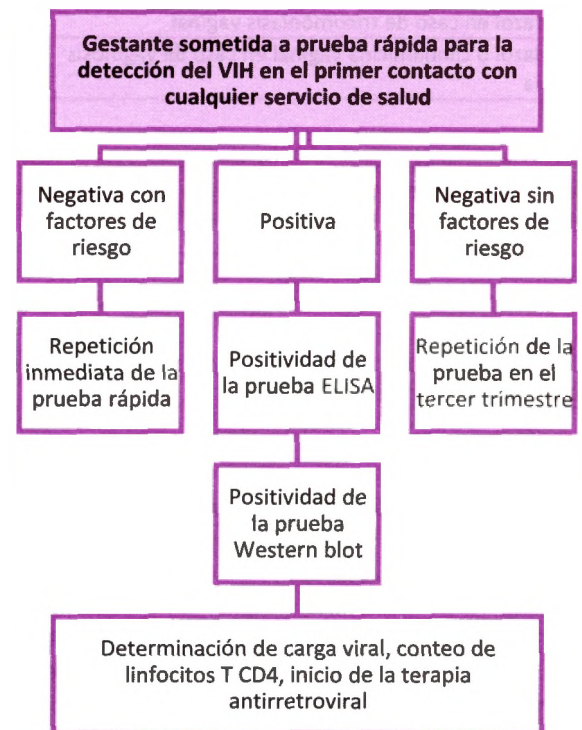 Gestante sometida a prueba rápida para la
detección del VIH en el primer contacto con
cualquier servicio de salud
Negativa con
factores de
riesgo
Positiva
Negativa sin
factores de
riesgo
Repetición
inmediata de la
prueba rápida
Positividad de
la prueba ELISA
Repetición de la
prueba en el
tercer trimestre
Positividad de
la prueba
Western blot
Determinación de carga viral, conteo de
linfocitos T CD4, inicio de la terapia
antirretroviral